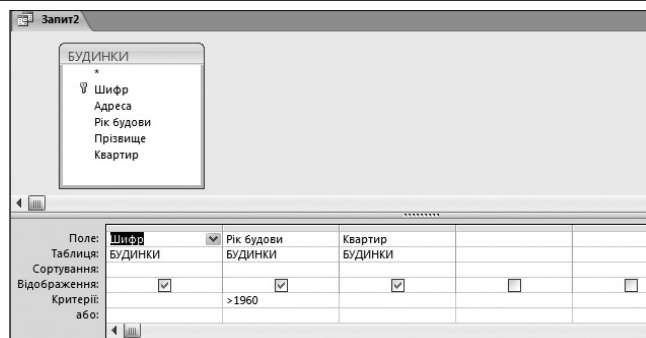 Запит2
БУДИНКИ
*
Шифр
Адреса
Рік будови
Прізвище
Квартир
Поле: Шифр Рік будови Квартир
Таблиця: БУДИНКИ БУДИНКИ БУДИНКИ
Сортування:
Відображення:
Критерії: >1960
або: